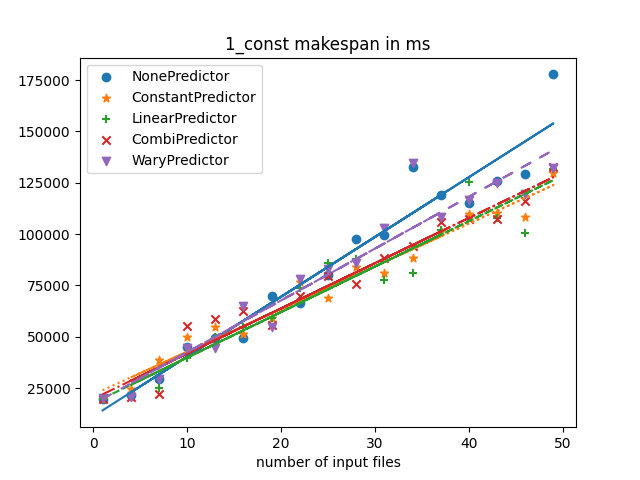 1_const makespan in ms
175000
150000
125000
100000
75000
50000
25000
NonePredictor
ConstantPredictor
LinearPredictor
CombiPredictor
WaryPredictor
0 10 20 30 40 50
number of input files